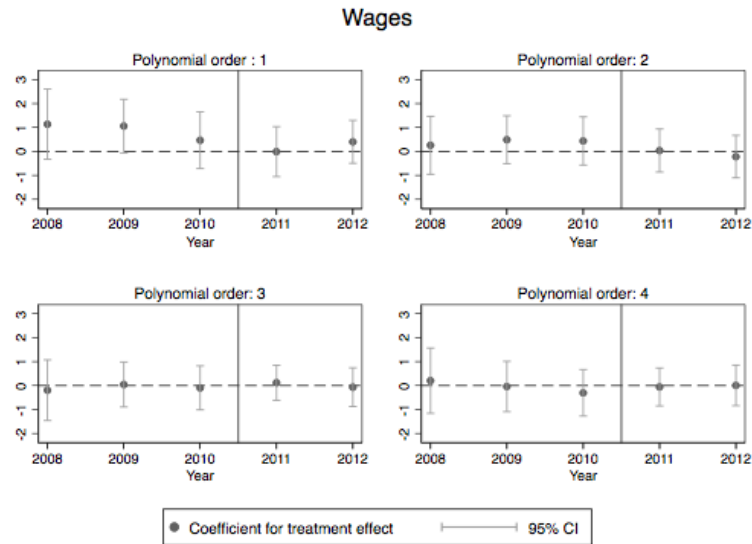 Wages
Polynomial order : 1
3
2
1
0
-1
-2
2008 2009 2010 2011 2012
Year
Polynomial order: 2
3
2
1
0
-1
-2
2008 2009 2010 2011 2012
Year
Polynomial order: 3
3
2
1
0
-1
-2
2008 2009 2010 2011 2012
Year
Polynomial order: 4
3
2
1
0
-1
-2
2008 2009 2010 2011 2012
Year
Coefficient for treatment effect 95% CI